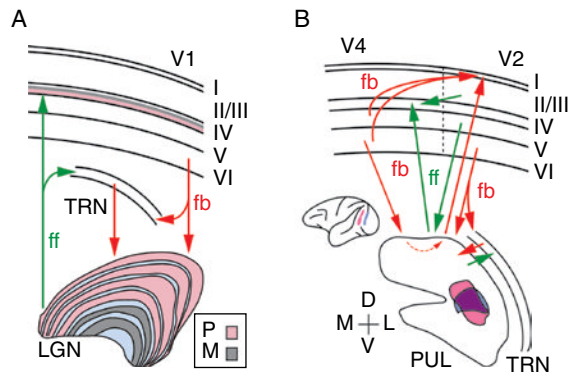 A
V1
I
II/III
IV
V
VI
TRN
fb
ff
LGN
P
M
B
V4
V2
fb
I
II/III
IV
V
VI
fb
ff
fb
D
M
L
V
PUL
TRN